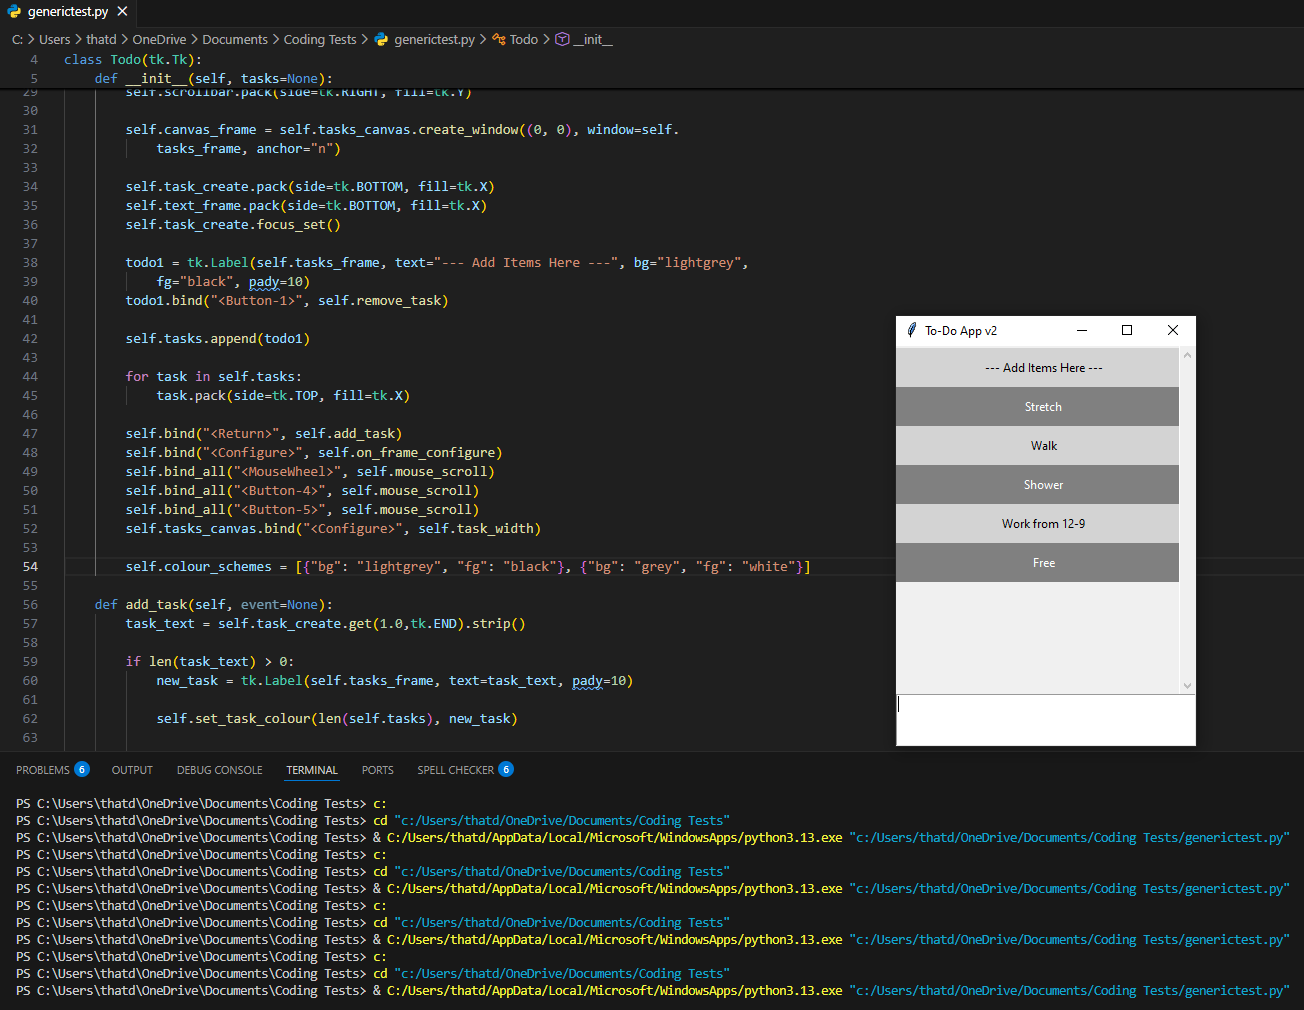 generictest.py
C: > Users > thatd > OneDrive > Documents > Coding Tests > generictest.py > Todo > __init__
4 class Todo(tk.Tk):
5 def __init__(self, tasks=None):
29 self.scrollbar.pack(side=tk.RIGHT, fill=tk.Y)
30
31 self.canvas_frame = self.tasks_canvas.create_window((0, 0), window=self.
32 tasks_frame, anchor="n")
33
34 self.task_create.pack(side=tk.BOTTOM, fill=tk.X)
35 self.text_frame.pack(side=tk.BOTTOM, fill=tk.X)
36 self.task_create.focus_set()
37
38 todo1 = tk.Label(self.tasks_frame, text="--- Add Items Here ---", bg="lightgrey",
39 fg="black", pady=10)
40 todo1.bind("<Button-1>", self.remove_task)
41
42 self.tasks.append(todo1)
43
44 for task in self.tasks:
45 task.pack(side=tk.TOP, fill=tk.X)
46
47 self.bind("<Return>", self.add_task)
48 self.bind("<Configure>", self.on_frame_configure)
49 self.bind_all("<MouseWheel>", self.mouse_scroll)
50 self.bind_all("<Button-4>", self.mouse_scroll)
51 self.bind_all("<Button-5>", self.mouse_scroll)
52 self.tasks_canvas.bind("<Configure>", self.task_width)
53
54 self.colour_schemes = [{"bg": "lightgrey", "fg": "black"}, {"bg": "grey", "fg": "white"}]
55
56 def add_task(self, event=None):
57 task_text = self.task_create.get(1.0,tk.END).strip()
58
59 if len(task_text) > 0:
60 new_task = tk.Label(self.tasks_frame, text=task_text, pady=10)
61
62 self.set_task_colour(len(self.tasks), new_task)
63
To-Do App v2
--- Add Items Here ---
Stretch
Walk
Shower
Work from 12-9
Free
PROBLEMS 6 OUTPUT DEBUG CONSOLE TERMINAL PORTS SPELL CHECKER 6
PS C:\Users\thatd\OneDrive\Documents\Coding Tests> c:
PS C:\Users\thatd\OneDrive\Documents\Coding Tests> cd "c:/Users/thatd/OneDrive/Documents/Coding Tests"
PS C:\Users\thatd\OneDrive\Documents\Coding Tests> & C:/Users/thatd/AppData/Local/Microsoft/WindowsApps/python3.13.exe "c:/Users/thatd/OneDrive/Documents/Coding Tests/generictest.py"
PS C:\Users\thatd\OneDrive\Documents\Coding Tests> c:
PS C:\Users\thatd\OneDrive\Documents\Coding Tests> cd "c:/Users/thatd/OneDrive/Documents/Coding Tests"
PS C:\Users\thatd\OneDrive\Documents\Coding Tests> & C:/Users/thatd/AppData/Local/Microsoft/WindowsApps/python3.13.exe "c:/Users/thatd/OneDrive/Documents/Coding Tests/generictest.py"
PS C:\Users\thatd\OneDrive\Documents\Coding Tests> c:
PS C:\Users\thatd\OneDrive\Documents\Coding Tests> cd "c:/Users/thatd/OneDrive/Documents/Coding Tests"
PS C:\Users\thatd\OneDrive\Documents\Coding Tests> & C:/Users/thatd/AppData/Local/Microsoft/WindowsApps/python3.13.exe "c:/Users/thatd/OneDrive/Documents/Coding Tests/generictest.py"
PS C:\Users\thatd\OneDrive\Documents\Coding Tests> c:
PS C:\Users\thatd\OneDrive\Documents\Coding Tests> cd "c:/Users/thatd/OneDrive/Documents/Coding Tests"
PS C:\Users\thatd\OneDrive\Documents\Coding Tests> & C:/Users/thatd/AppData/Local/Microsoft/WindowsApps/python3.13.exe "c:/Users/thatd/OneDrive/Documents/Coding Tests/generictest.py"